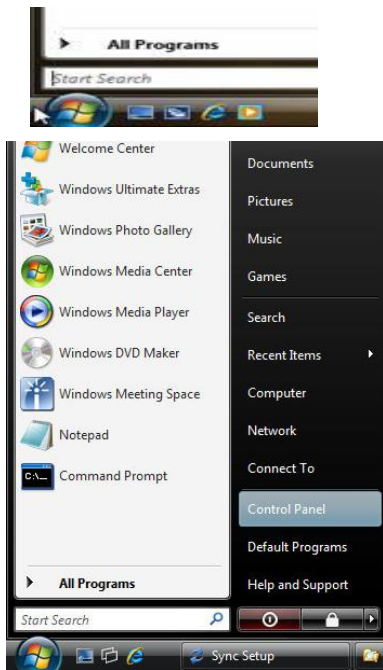 All Programs
Start Search
Welcome Center
Windows Ultimate Extras
Windows Photo Gallery
Windows Media Center
Windows Media Player
Windows DVD Maker
Windows Meeting Space
Notepad
C:\_
Command Prompt
All Programs
Start Search
Documents
Pictures
Music
Games
Search
Recent Items
Computer
Network
Connect To
Control Panel
Default Programs
Help and Support
Sync Setup